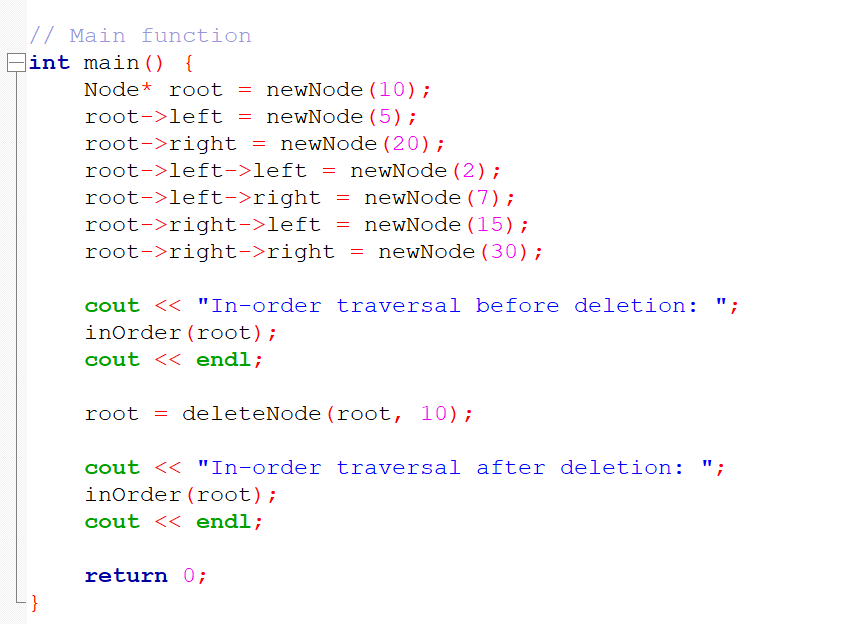 // Main function
int main() {
    Node* root = newNode(10);
    root->left = newNode(5);
    root->right = newNode(20);
    root->left->left = newNode(2);
    root->left->right = newNode(7);
    root->right->left = newNode(15);
    root->right->right = newNode(30);

    cout << "In-order traversal before deletion: ";
    inOrder(root);
    cout << endl;

    root = deleteNode(root, 10);

    cout << "In-order traversal after deletion: ";
    inOrder(root);
    cout << endl;

    return 0;
}